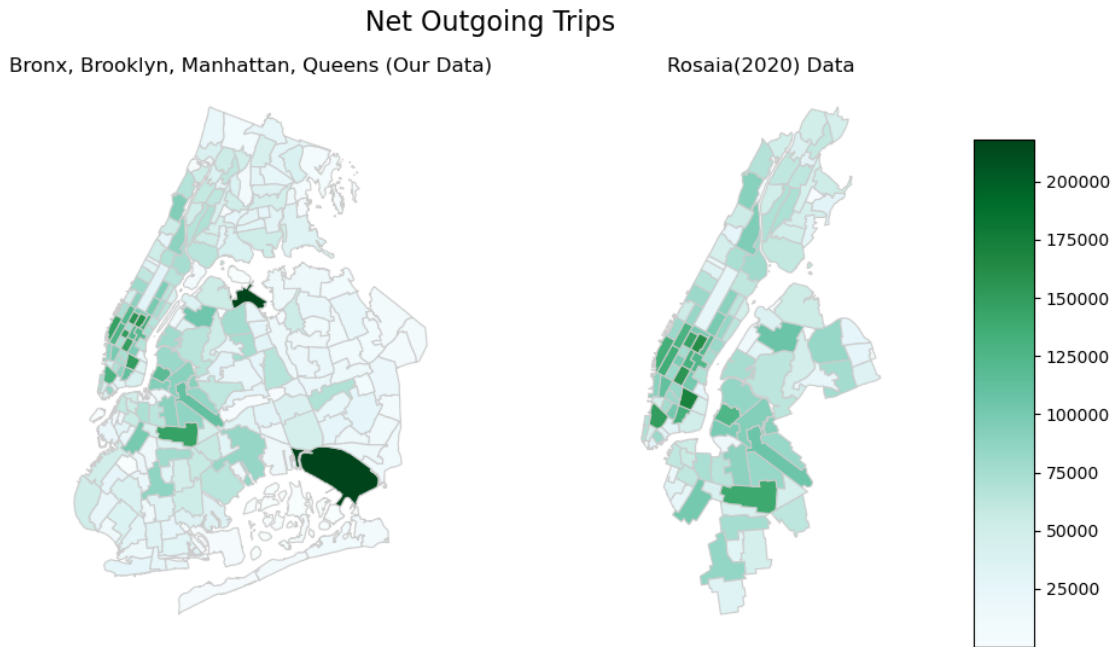 Net Outgoing Trips
Bronx, Brooklyn, Manhattan, Queens (Our Data)
Rosaia(2020) Data
200000
175000
150000
125000
100000
75000
50000
25000